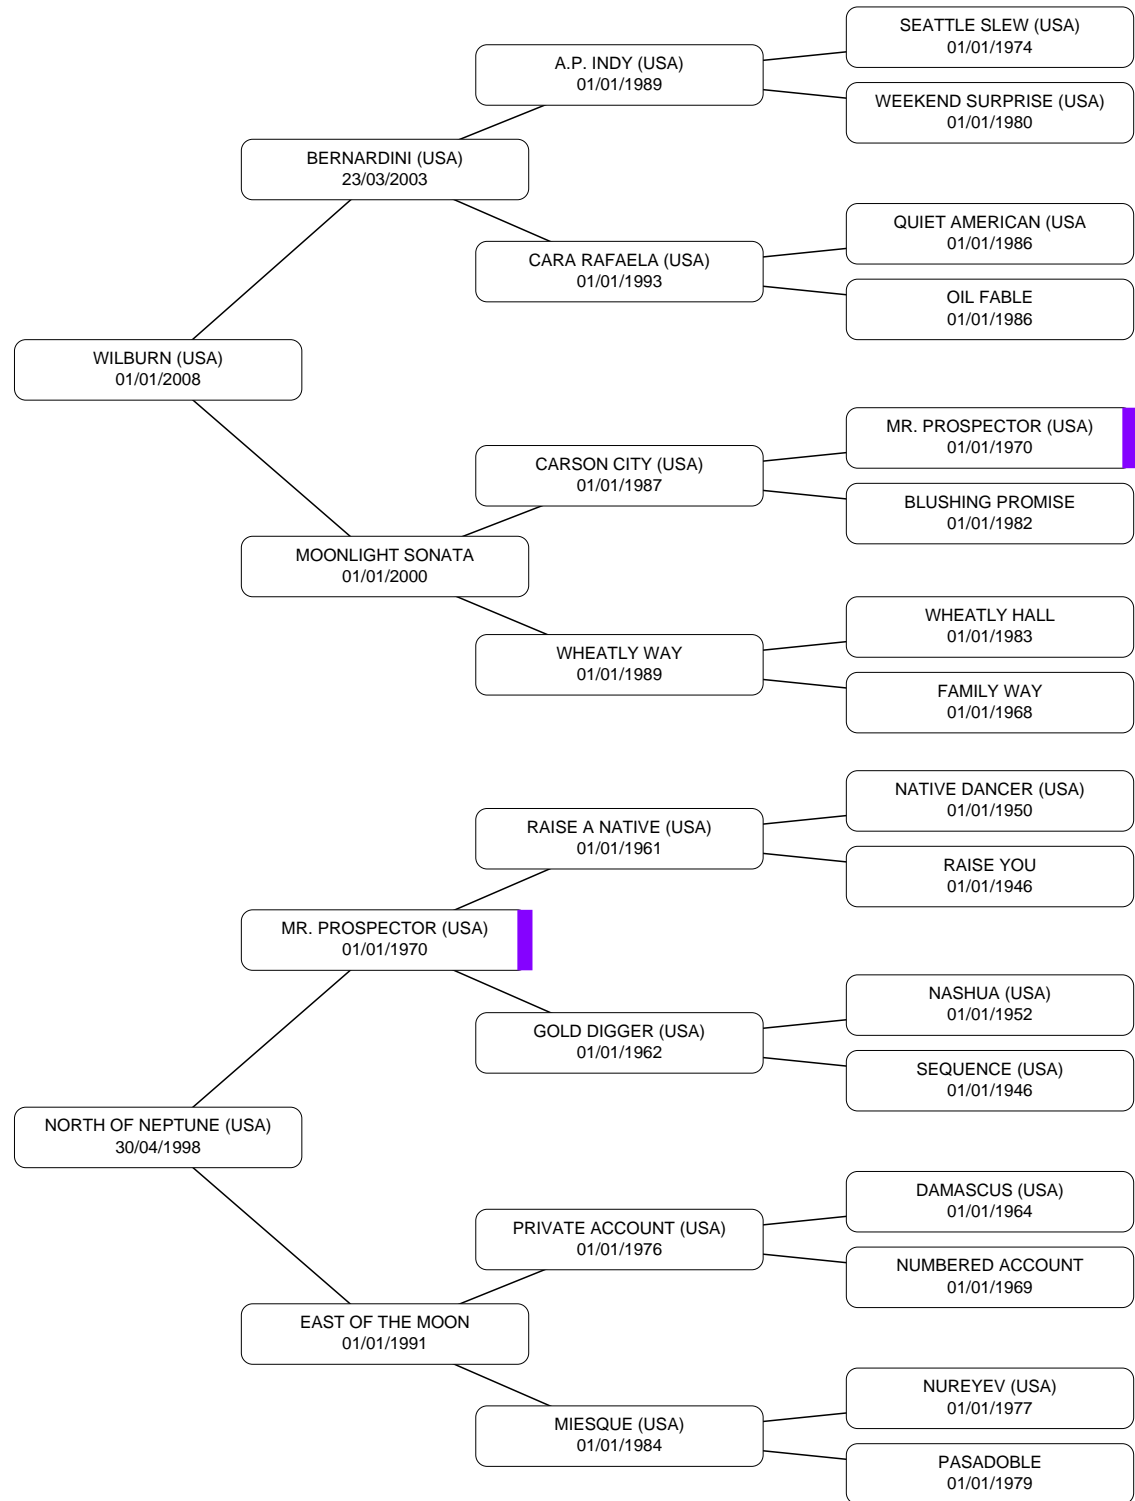 SEATTLE SLEW (USA)
01/01/1974
A.P. INDY (USA)
01/01/1989
WEEKEND SURPRISE (USA)
01/01/1980
BERNARDINI (USA)
23/03/2003
QUIET AMERICAN (USA
01/01/1986
CARA RAFAELA (USA)
01/01/1993
OIL FABLE
01/01/1986
WILBURN (USA)
01/01/2008
MR. PROSPECTOR (USA)
01/01/1970
CARSON CITY (USA)
01/01/1987
BLUSHING PROMISE
01/01/1982
MOONLIGHT SONATA
01/01/2000
WHEATLY HALL
01/01/1983
WHEATLY WAY
01/01/1989
FAMILY WAY
01/01/1968
NATIVE DANCER (USA)
01/01/1950
RAISE A NATIVE (USA)
01/01/1961
RAISE YOU
01/01/1946
MR. PROSPECTOR (USA)
01/01/1970
NASHUA (USA)
01/01/1952
GOLD DIGGER (USA)
01/01/1962
SEQUENCE (USA)
01/01/1946
NORTH OF NEPTUNE (USA)
30/04/1998
DAMASCUS (USA)
01/01/1964
PRIVATE ACCOUNT (USA)
01/01/1976
NUMBERED ACCOUNT
01/01/1969
EAST OF THE MOON
01/01/1991
NUREYEV (USA)
01/01/1977
MIESQUE (USA)
01/01/1984
PASADOBLE
01/01/1979